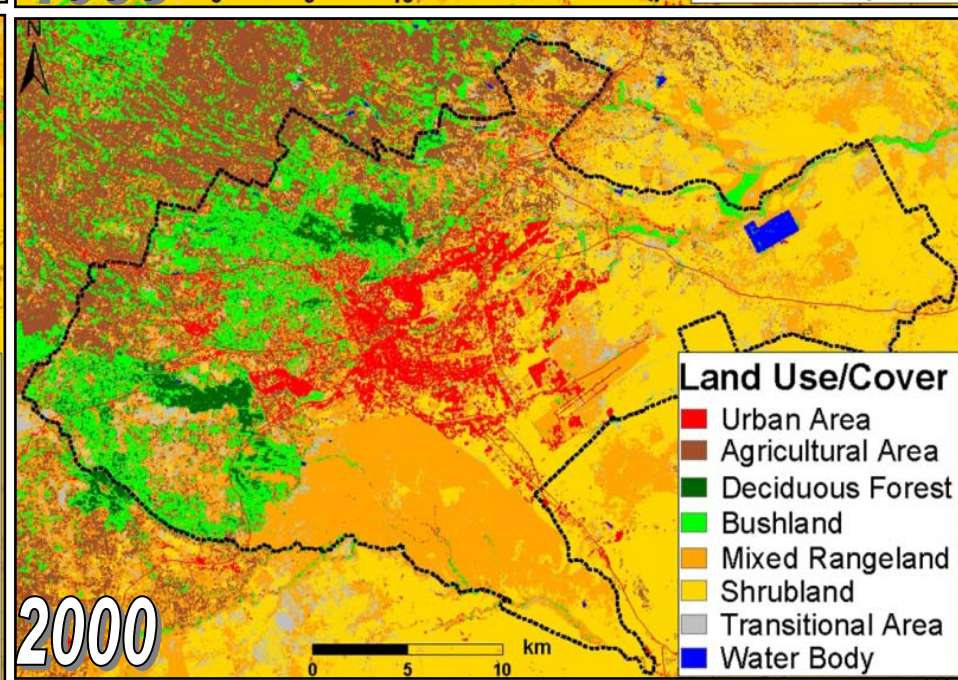 N
Land Use/Cover
Urban Area
Agricultural Area
Deciduous Forest
Bushland
Mixed Rangeland
Shrubland
Transitional Area
Water Body
2000
km
0 5 10